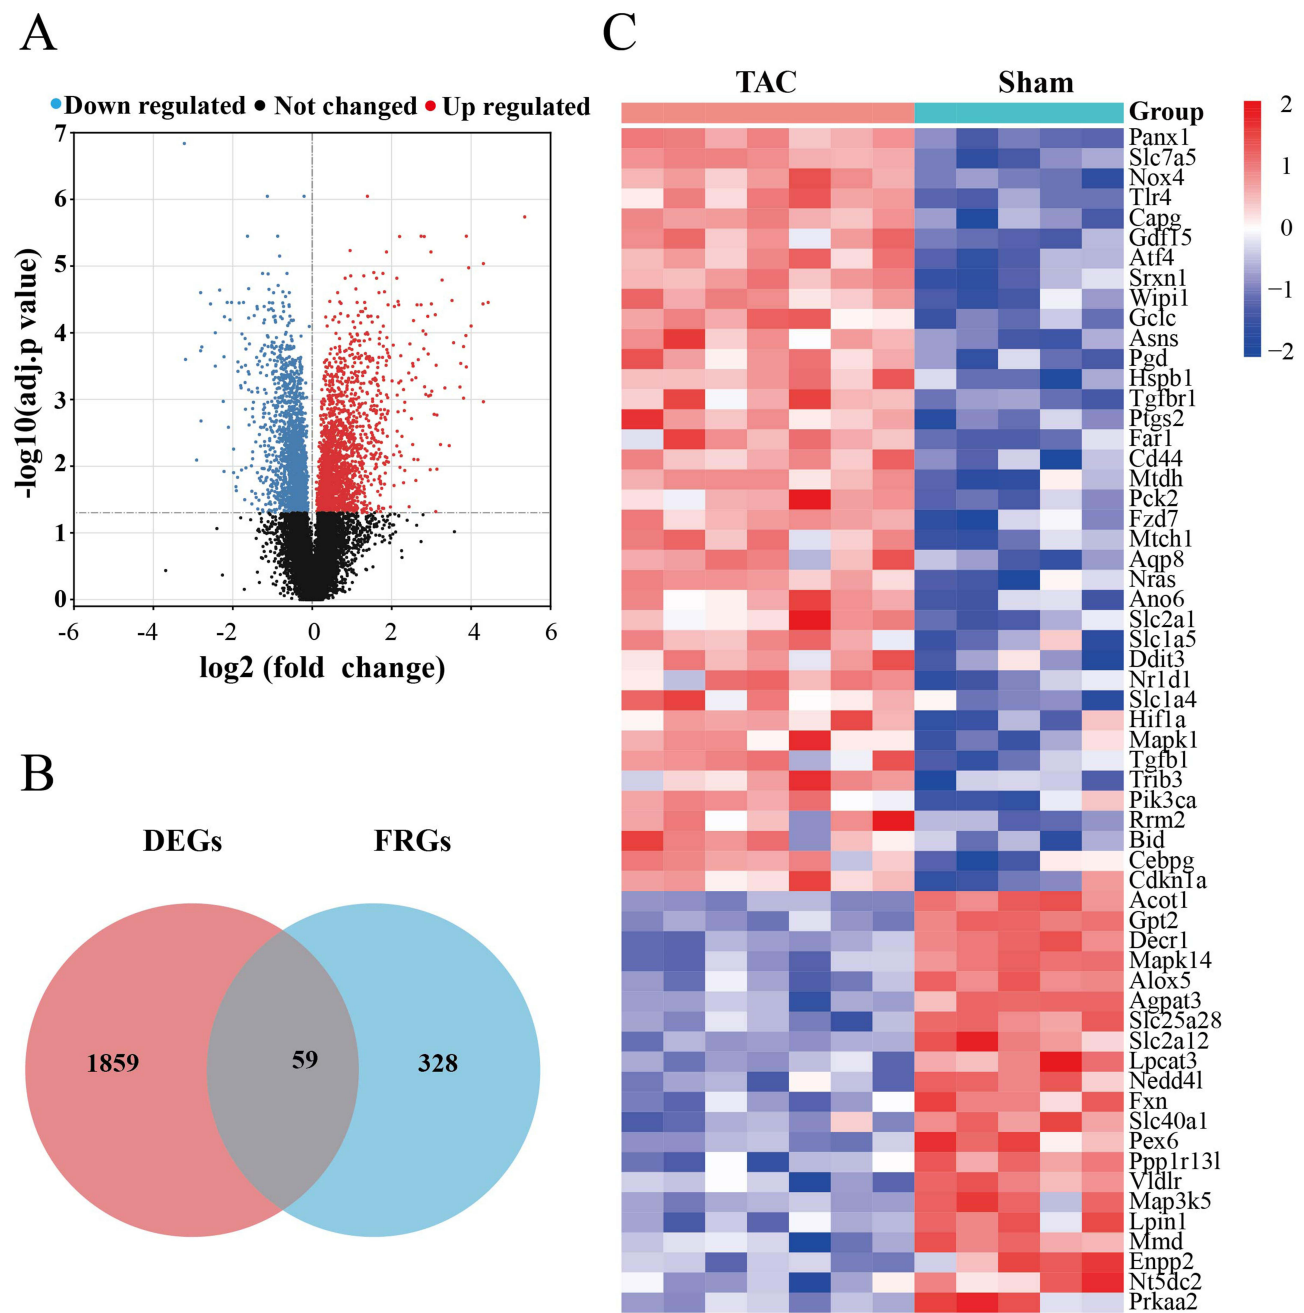 A
Down regulated Not changed Up regulated
7
6
5
4
3
2
1
0
-6 -4 -2 0 2 4 6
log2 (fold change)
-log10(adj.p value)
B
DEGs FRGs
1859 59 328
C
TAC Sham
Group
Panx1
Slc7a5
Nox4
Tlr4
Capg
Gdf15
Atf4
Srxn1
Wipi1
Gclc
Asns
Pgd
Hspb1
Tgfbr1
Ptgs2
Far1
Cd44
Mtdh
Pck2
Fzd7
Mtch1
Aqp8
Nras
Ano6
Slc2a1
Slc1a5
Ddit3
Nr1d1
Slc1a4
Hif1a
Mapk1
Tgfb1
Trib3
Pik3ca
Rrm2
Bid
Cebpg
Cdkn1a
Acot1
Gpt2
Decr1
Mapk14
Alox5
Agpat3
Slc25a28
Slc2a12
Lpcat3
Nedd4l
Fxn
Slc40a1
Pex6
Ppp1r13l
Vldlr
Map3k5
Lpin1
Mmd
Enpp2
Nt5dc2
Prkaa2
2
1
0
−1
−2